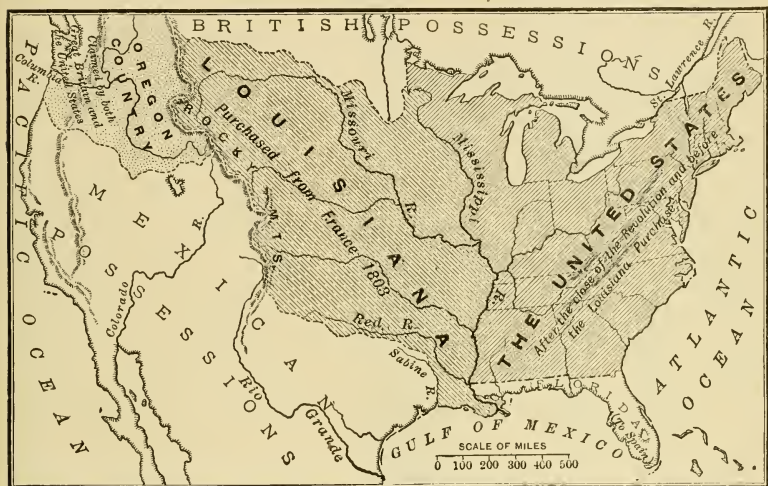 BRITISH POSSESSIONS
St. Lawrence R.
PACIFIC OCEAN
Columbia R.
Claimed by both
Great Britain and
the United States
OREGON
COUNTRY
ROCKY MTS.
LOUISIANA
Purchased from France 1803
Missouri R.
Mississippi R.
THE UNITED STATES
After the close of the Revolution and before
the Louisiana Purchase
MEXICAN
POSSESSIONS
Colorado R.
Red R.
Sabine R.
Rio Grande
FLORIDA
(To Spain)
GULF OF MEXICO
ATLANTIC
OCEAN
SCALE OF MILES
0 100 200 300 400 500